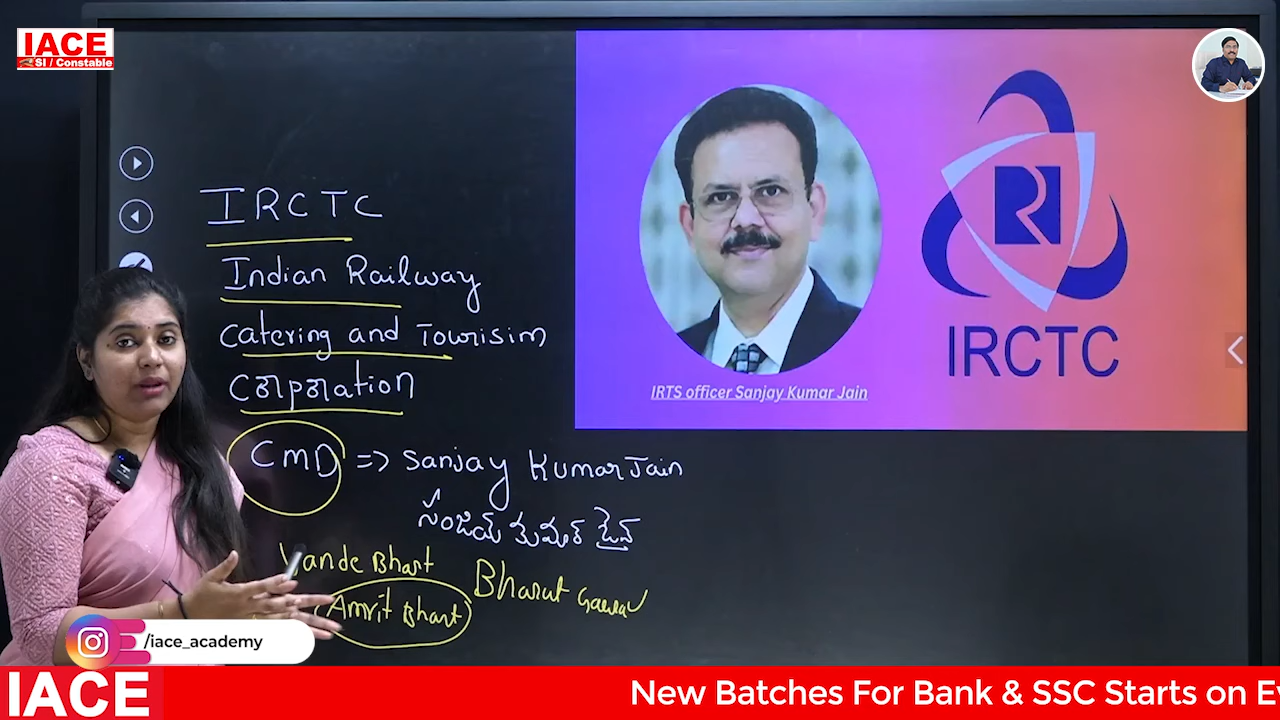 IACE
SI / Constable
IRCTC
Indian Railway
Catering and Tourisim
Corporation
CMD => Sanjay Kumar Jain
సంజయ్ కుమార్ జైన్
Vande Bhart
Amrit Bhart
Bharat Gaurav
IRTS officer Sanjay Kumar Jain
IRCTC
/iace_academy
IACE
New Batches For Bank & SSC Starts on Ev